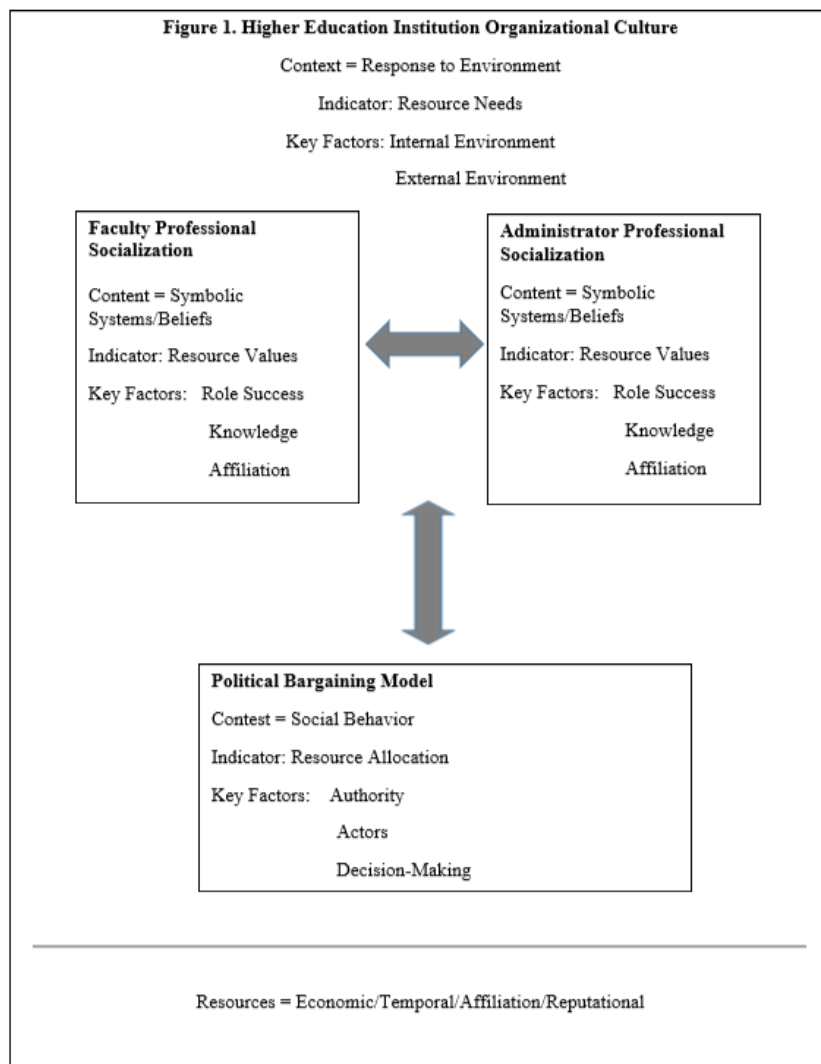 Figure 1. Higher Education Institution Organizational Culture
Context = Response to Environment
Indicator: Resource Needs
Key Factors: Internal Environment
External Environment
Faculty Professional
Socialization
Content = Symbolic
Systems/Beliefs
Indicator: Resource Values
Key Factors: Role Success
Knowledge
Affiliation
Administrator Professional
Socialization
Content = Symbolic
Systems/Beliefs
Indicator: Resource Values
Key Factors: Role Success
Knowledge
Affiliation
Political Bargaining Model
Contest = Social Behavior
Indicator: Resource Allocation
Key Factors: Authority
Actors
Decision-Making
Resources = Economic/Temporal/Affiliation/Reputational